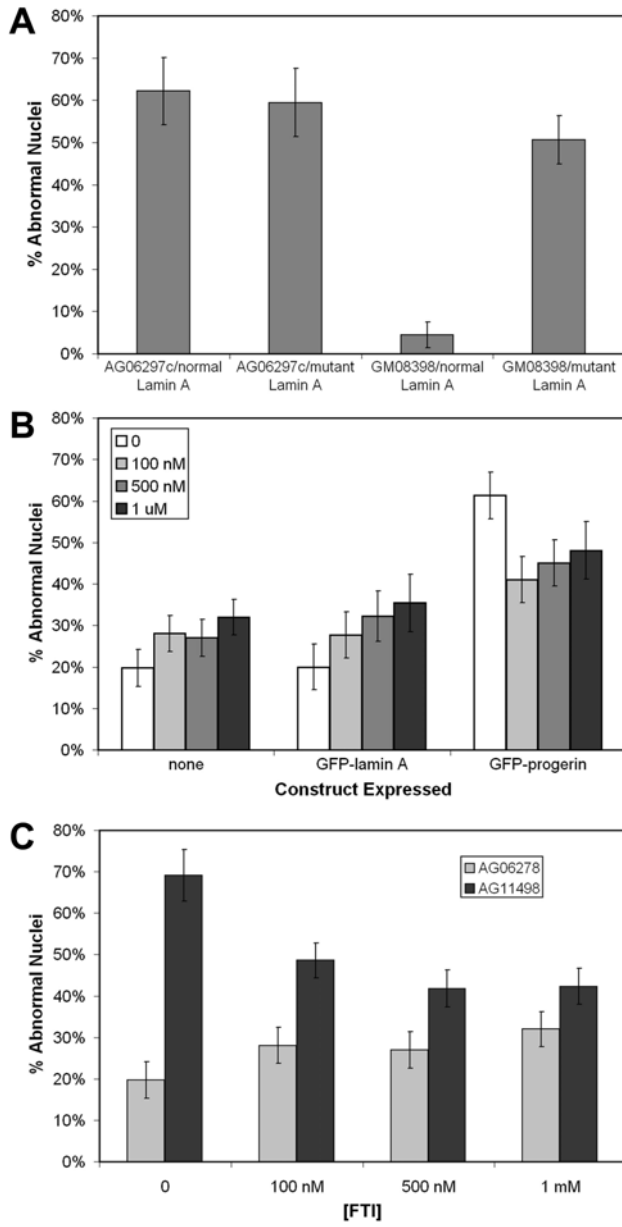 A
% Abnormal Nuclei
80%
70%
60%
50%
40%
30%
20%
10%
0%
AG06297c/normal Lamin A
AG06297c/mutant Lamin A
GM08398/normal Lamin A
GM08398/mutant Lamin A
B
% Abnormal Nuclei
80%
70%
60%
50%
40%
30%
20%
10%
0%
0
100 nM
500 nM
1 uM
none
GFP-lamin A
GFP-progerin
Construct Expressed
C
% Abnormal Nuclei
80%
70%
60%
50%
40%
30%
20%
10%
0%
AG06278
AG11498
0
100 nM
500 nM
1 mM
[FTI]